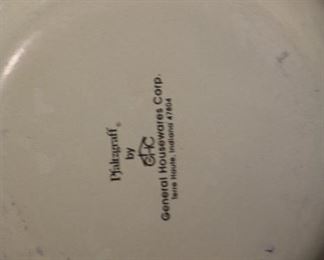 Pfaltzgraff®
by
GHC
General Housewares Corp.
Terre Haute, Indiana 47804